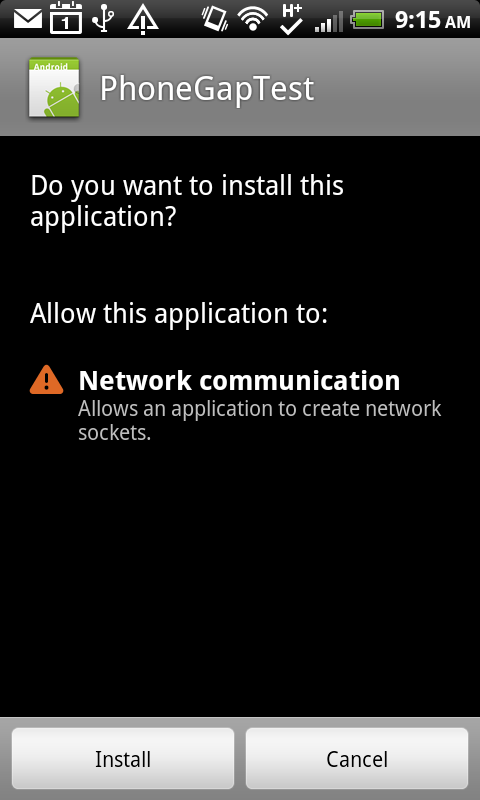 1
H+
9:15 AM
Android
PhoneGapTest
Do you want to install this
application?
Allow this application to:
Network communication
Allows an application to create network
sockets.
Install
Cancel